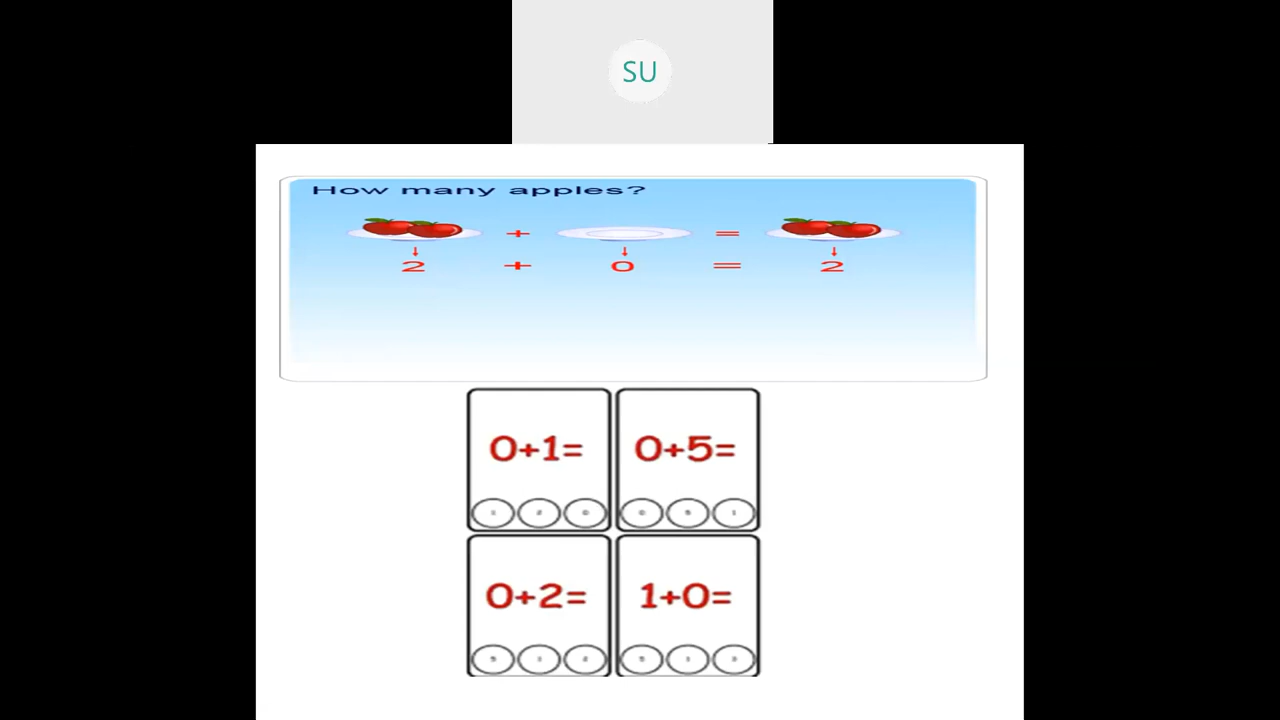 SU
How many apples?
+ =
2 + 0 = 2
0+1= 0+5=
0+2= 1+0=